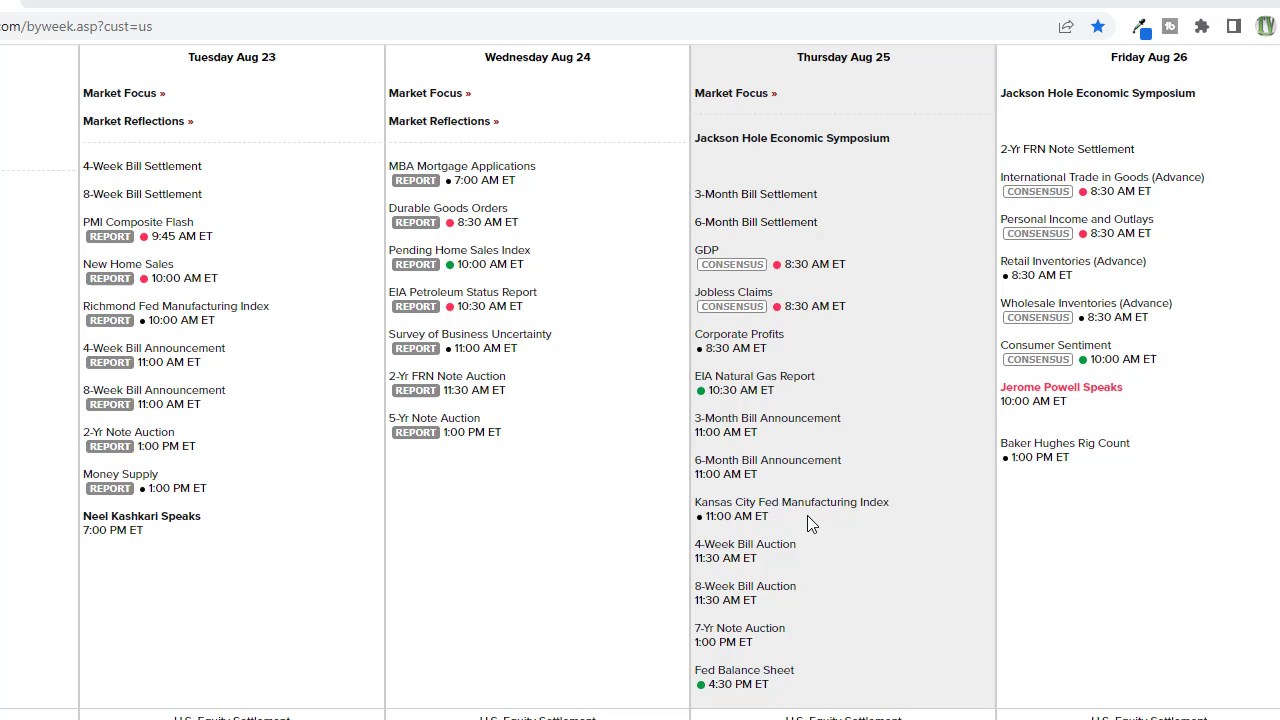 om/byweek.asp?cust=us
Tuesday Aug 23
Market Focus »
Market Reflections »
4-Week Bill Settlement
8-Week Bill Settlement
PMI Composite Flash
REPORT 9:45 AM ET
New Home Sales
REPORT 10:00 AM ET
Richmond Fed Manufacturing Index
REPORT 10:00 AM ET
4-Week Bill Announcement
REPORT 11:00 AM ET
8-Week Bill Announcement
REPORT 11:00 AM ET
2-Yr Note Auction
REPORT 1:00 PM ET
Money Supply
REPORT 1:00 PM ET
Neel Kashkari Speaks
7:00 PM ET
Wednesday Aug 24
Market Focus »
Market Reflections »
MBA Mortgage Applications
REPORT 7:00 AM ET
Durable Goods Orders
REPORT 8:30 AM ET
Pending Home Sales Index
REPORT 10:00 AM ET
EIA Petroleum Status Report
REPORT 10:30 AM ET
Survey of Business Uncertainty
REPORT 11:00 AM ET
2-Yr FRN Note Auction
REPORT 11:30 AM ET
5-Yr Note Auction
REPORT 1:00 PM ET
Thursday Aug 25
Market Focus »
Jackson Hole Economic Symposium
3-Month Bill Settlement
6-Month Bill Settlement
GDP
CONSENSUS 8:30 AM ET
Jobless Claims
CONSENSUS 8:30 AM ET
Corporate Profits
8:30 AM ET
EIA Natural Gas Report
10:30 AM ET
3-Month Bill Announcement
11:00 AM ET
6-Month Bill Announcement
11:00 AM ET
Kansas City Fed Manufacturing Index
11:00 AM ET
4-Week Bill Auction
11:30 AM ET
8-Week Bill Auction
11:30 AM ET
7-Yr Note Auction
1:00 PM ET
Fed Balance Sheet
4:30 PM ET
Friday Aug 26
Jackson Hole Economic Symposium
2-Yr FRN Note Settlement
International Trade in Goods (Advance)
CONSENSUS 8:30 AM ET
Personal Income and Outlays
CONSENSUS 8:30 AM ET
Retail Inventories (Advance)
8:30 AM ET
Wholesale Inventories (Advance)
CONSENSUS 8:30 AM ET
Consumer Sentiment
CONSENSUS 10:00 AM ET
Jerome Powell Speaks
10:00 AM ET
Baker Hughes Rig Count
1:00 PM ET